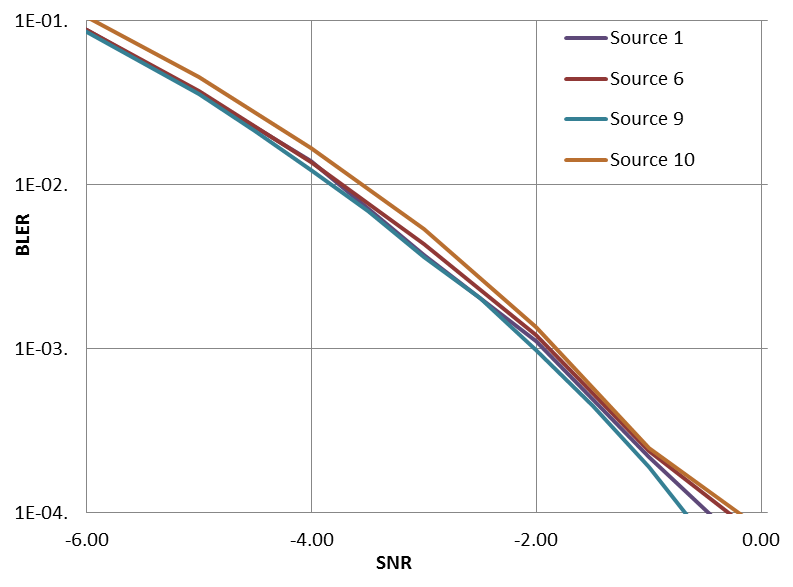 1E-01.
1E-02.
1E-03.
1E-04.
BLER
-6.00
-4.00
-2.00
0.00
SNR
Source 1
Source 6
Source 9
Source 10